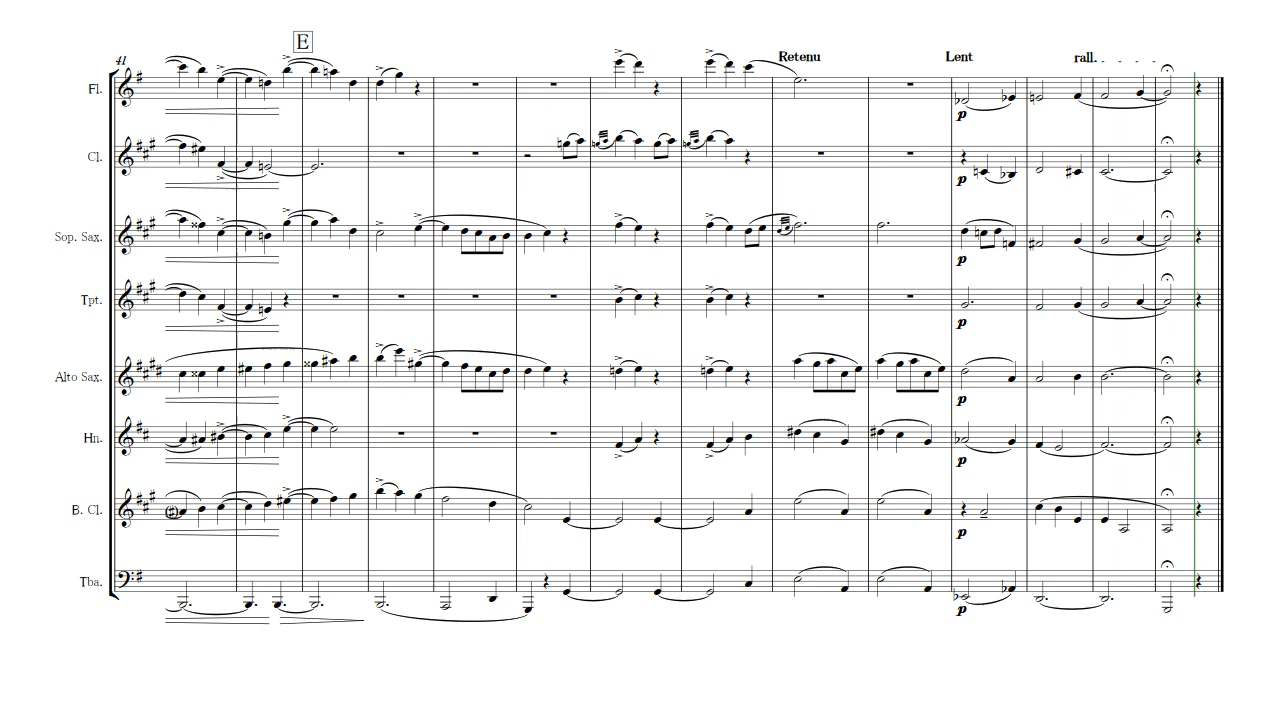 E
41
Retenu
Lent
rall.
Fl.
p
Cl.
p
Sop. Sax.
p
Tpt.
p
Alto Sax.
p
Hn.
p
B. Cl.
p
Tba.
p